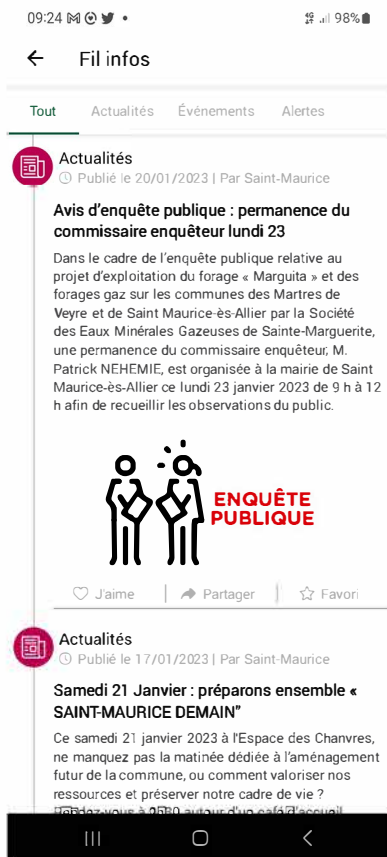 09:24 98%
Fil infos
Tout Actualités Événements Alertes
Actualités
Publié le 20/01/2023 | Par Saint-Maurice
Avis d'enquête publique : permanence du
commissaire enquêteur lundi 23
Dans le cadre de l'enquête publique relative au
projet d'exploitation du forage « Marguita » et des
forages gaz sur les communes des Martres de
Veyre et de Saint Maurice-ès-Allier par la Société
des Eaux Minérales Gazeuses de Sainte-Marguerite,
une permanence du commissaire enquêteur, M.
Patrick NEHEMIE, est organisée à la mairie de Saint
Maurice-ès-Allier ce lundi 23 janvier 2023 de 9 h à 12
h afin de recueillir les observations du public.
ENQUÊTE
PUBLIQUE
J'aime Partager Favori
Actualités
Publié le 17/01/2023 | Par Saint-Maurice
Samedi 21 Janvier : préparons ensemble «
SAINT-MAURICE DEMAIN"
Ce samedi 21 janvier 2023 à l'Espace des Chanvres,
ne manquez pas la matinée dédiée à l'aménagement
futur de la commune, ou comment valoriser nos
ressources et préserver notre cadre de vie ?
autour d'un café d'accueil